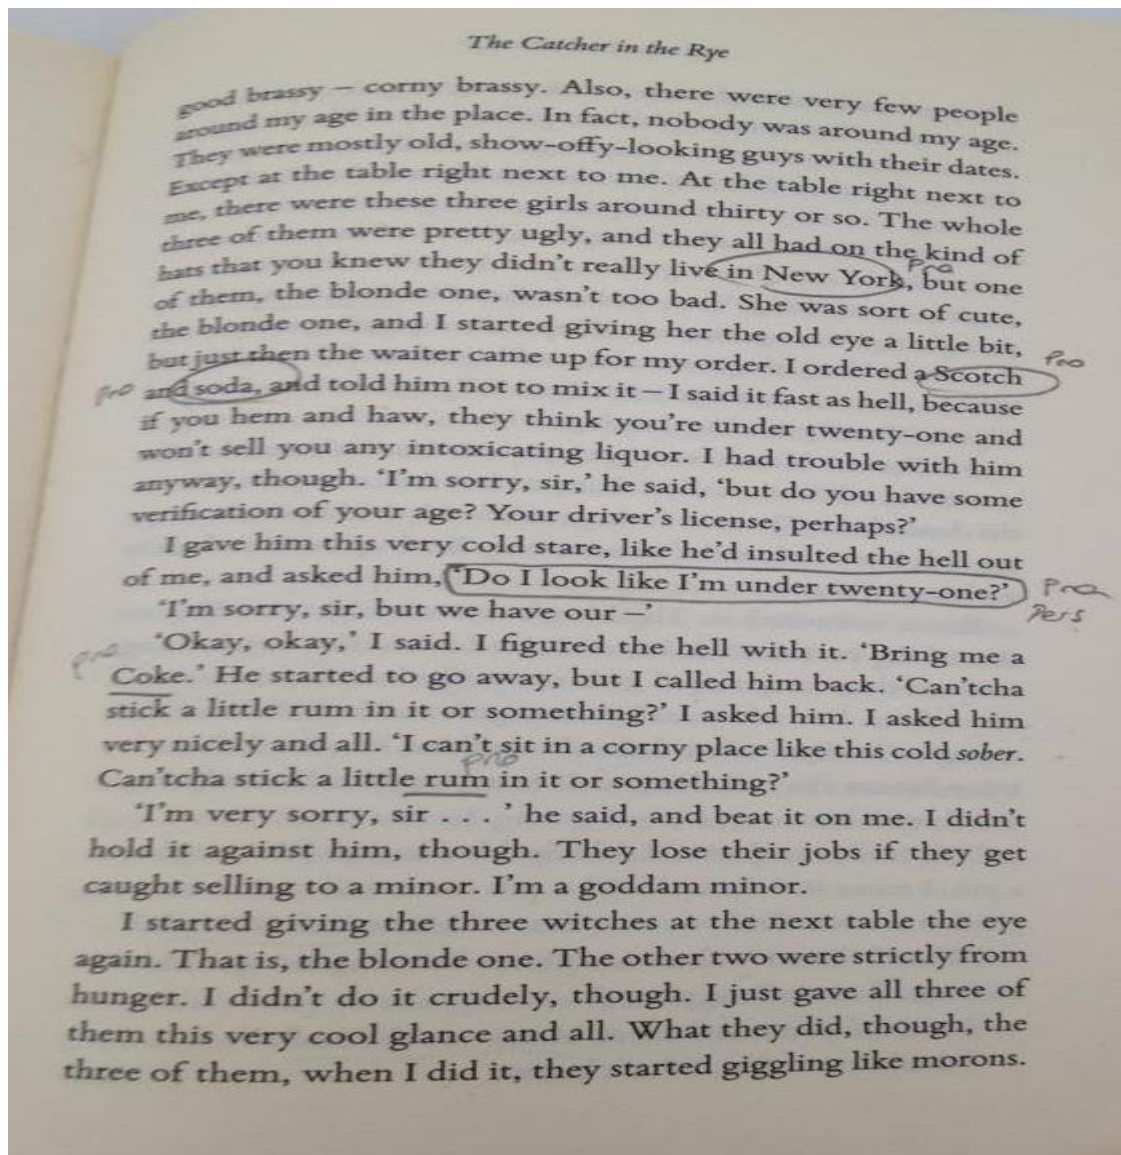 The Catcher in the Rye
good brassy – corny brassy. Also, there were very few people
around my age in the place. In fact, nobody was around my age.
They were mostly old, show-offy-looking guys with their dates.
Except at the table right next to me. At the table right next to
me, there were these three girls around thirty or so. The whole
three of them were pretty ugly, and they all had on the kind of
hats that you knew they didn't really live in New York, but one
pro
of them, the blonde one, wasn't too bad. She was sort of cute,
the blonde one, and I started giving her the old eye a little bit,
but just then the waiter came up for my order. I ordered a Scotch
Pro
pro
and soda, and told him not to mix it – I said it fast as hell, because
if you hem and haw, they think you're under twenty-one and
won't sell you any intoxicating liquor. I had trouble with him
anyway, though. 'I'm sorry, sir,' he said, 'but do you have some
verification of your age? Your driver's license, perhaps?'
I gave him this very cold stare, like he'd insulted the hell out
of me, and asked him, 'Do I look like I'm under twenty-one?'
Pro
Pers
'I'm sorry, sir, but we have our –'
'Okay, okay,' I said. I figured the hell with it. 'Bring me a
pro
Coke.' He started to go away, but I called him back. 'Can'tcha
stick a little rum in it or something?' I asked him. I asked him
very nicely and all. 'I can't sit in a corny place like this cold sober.
pro
Can'tcha stick a little rum in it or something?'
'I'm very sorry, sir . . . ' he said, and beat it on me. I didn't
hold it against him, though. They lose their jobs if they get
caught selling to a minor. I'm a goddam minor.
I started giving the three witches at the next table the eye
again. That is, the blonde one. The other two were strictly from
hunger. I didn't do it crudely, though. I just gave all three of
them this very cool glance and all. What they did, though, the
three of them, when I did it, they started giggling like morons.